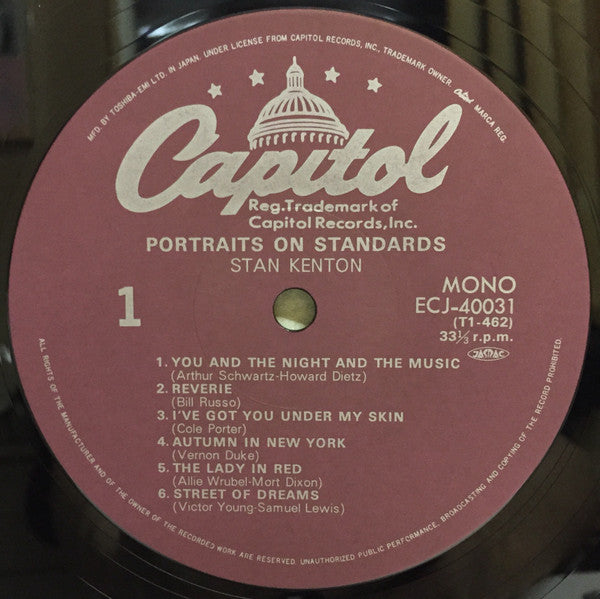 MFD. BY TOSHIBA-EMI LTD. IN JAPAN. UNDER LICENSE FROM CAPITOL RECORDS, INC., TRADEMARK OWNER. Capitol MARCA REG.
Capitol
Reg.Trademark of
Capitol Records, Inc.
PORTRAITS ON STANDARDS
STAN KENTON
1
MONO
ECJ-40031
(T1-462)
33⅓ r.p.m.
JASRAC
1. YOU AND THE NIGHT AND THE MUSIC
(Arthur Schwartz-Howard Dietz)
2. REVERIE
(Bill Russo)
3. I'VE GOT YOU UNDER MY SKIN
(Cole Porter)
4. AUTUMN IN NEW YORK
(Vernon Duke)
5. THE LADY IN RED
(Allie Wrubel-Mort Dixon)
6. STREET OF DREAMS
(Victor Young-Samuel Lewis)
ALL RIGHTS OF THE MANUFACTURER AND OF THE OWNER OF THE RECORDED WORK ARE RESERVED. UNAUTHORIZED PUBLIC PERFORMANCE, BROADCASTING AND COPYING OF THE RECORD PROHIBITED.